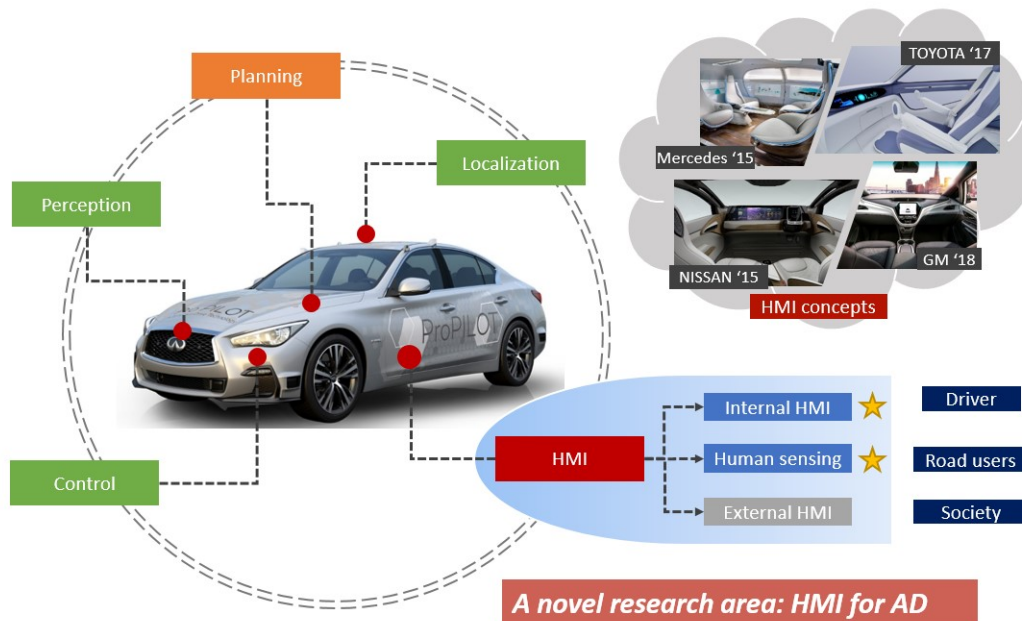 Planning
Localization
Perception
Control
ProPILOT
HMI
TOYOTA ‘17
Mercedes ‘15
NISSAN ‘15
GM ‘18
HMI concepts
Internal HMI
Human sensing
External HMI
Driver
Road users
Society
A novel research area: HMI for AD